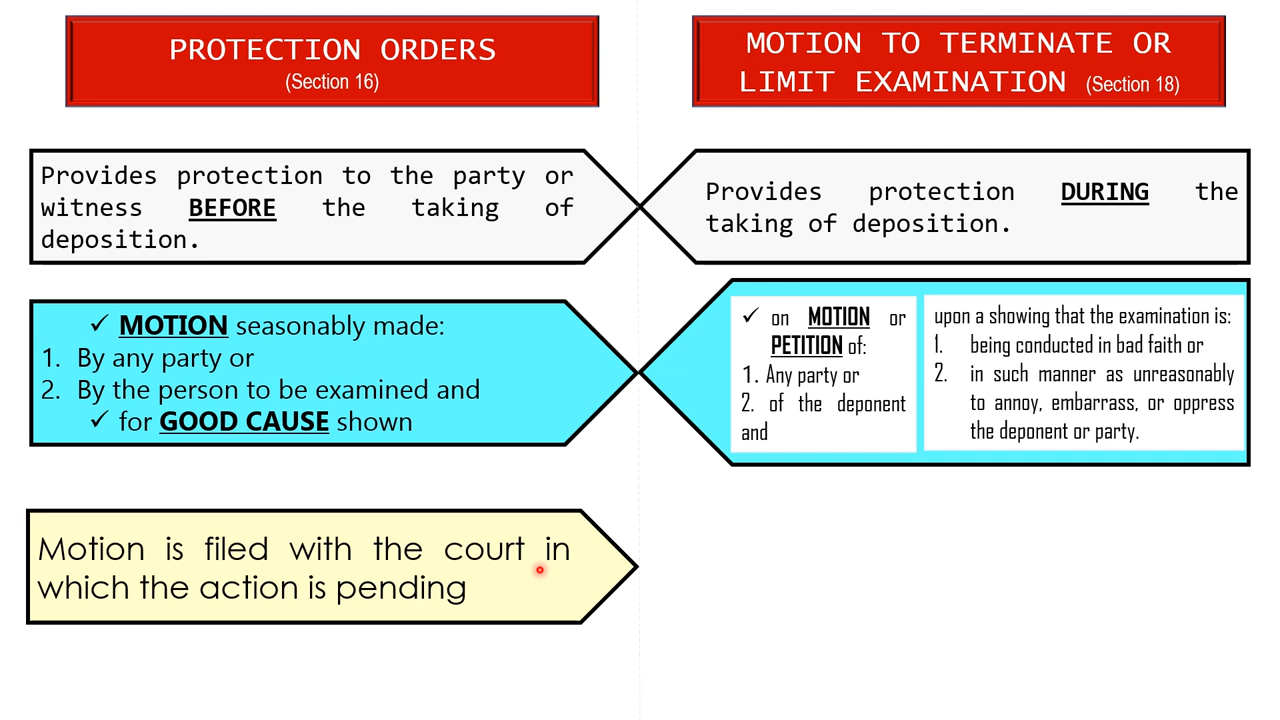 PROTECTION ORDERS
(Section 16)
MOTION TO TERMINATE OR
LIMIT EXAMINATION (Section 18)
Provides protection to the party or
witness BEFORE the taking of
deposition.
Provides protection DURING the
taking of deposition.
✓ MOTION seasonably made:
1. By any party or
2. By the person to be examined and
✓ for GOOD CAUSE shown
✓ on MOTION or
PETITION of:
1. Any party or
2. of the deponent
and
upon a showing that the examination is:
1. being conducted in bad faith or
2. in such manner as unreasonably
to annoy, embarrass, or oppress
the deponent or party.
Motion is filed with the court in
which the action is pending